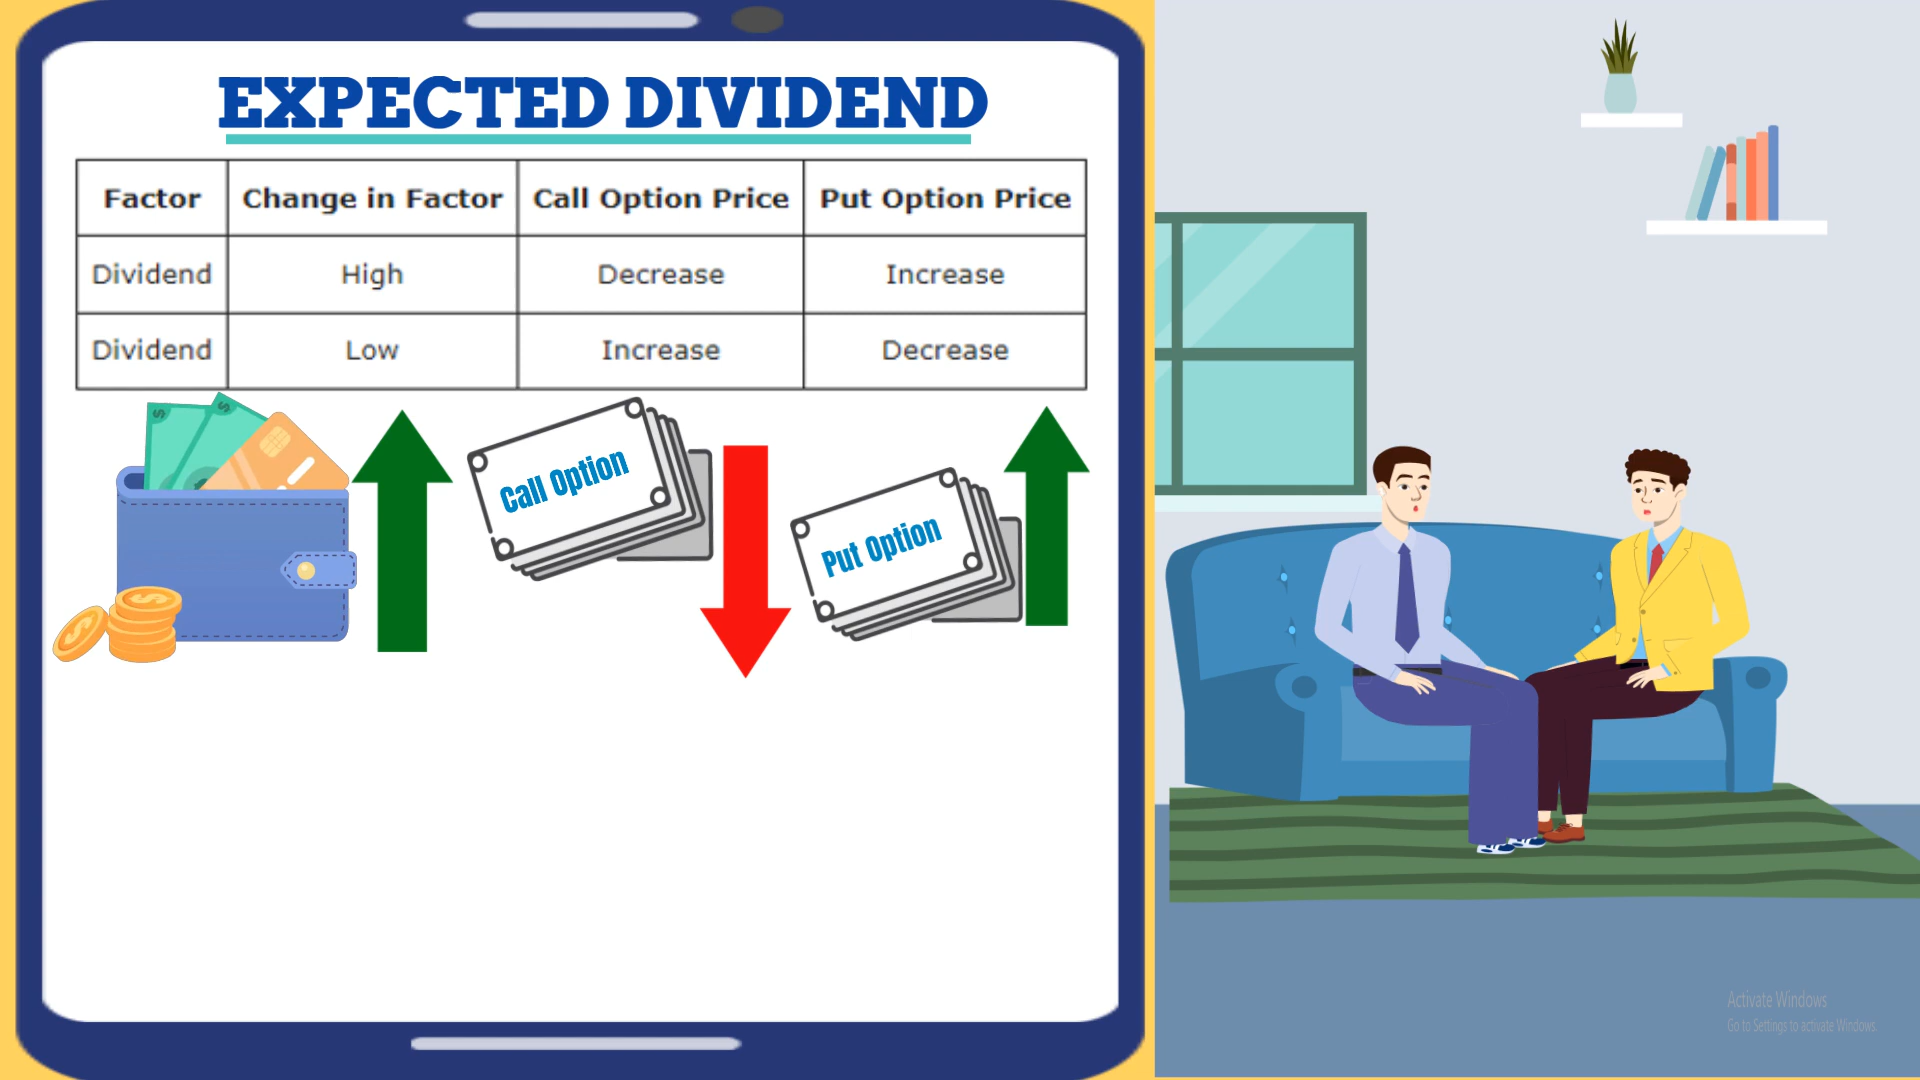 EXPECTED DIVIDEND
Factor Change in Factor Call Option Price Put Option Price
Dividend High Decrease Increase
Dividend Low Increase Decrease
$ $
Call Option
Put Option
$
$
Activate Windows
Go to Settings to activate Windows.